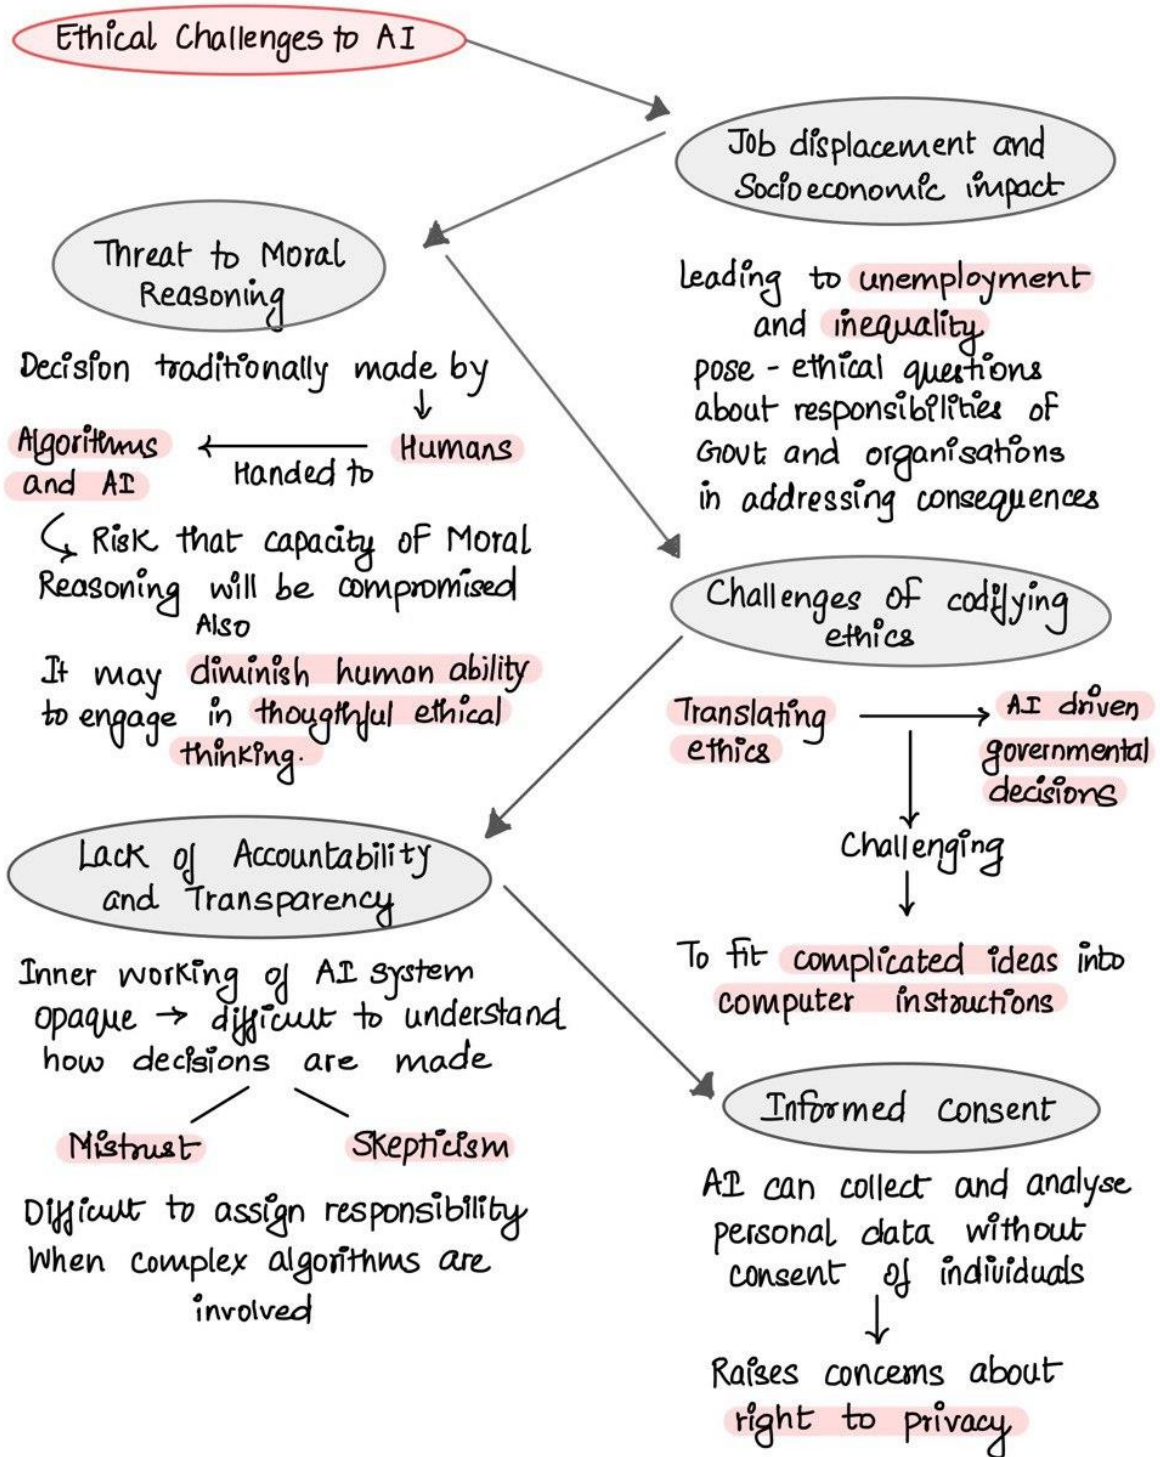 Ethical Challenges to AI
Job displacement and
Socioeconomic impact
leading to unemployment
and inequality
pose - ethical questions
about responsibilities of
Govt. and organisations
in addressing consequences
Threat to Moral
Reasoning
Decision traditionally made by
Humans
Handed to
Algorithms
and AI
Risk that capacity of Moral
Reasoning will be compromised
Also
It may diminish human ability
to engage in thougthful ethical
thinking.
Challenges of codifying
ethics
Translating
ethics
AI driven
governmental
decisions
Challenging
To fit complicated ideas into
computer instructions
Lack of Accountability
and Transparency
Inner working of AI system
opaque → difficult to understand
how decisions are made
Mistrust
Skepticism
Difficult to assign responsibility
When complex algorithms are
involved
Informed consent
AI can collect and analyse
personal data without
consent of individuals
Raises concerns about
right to privacy